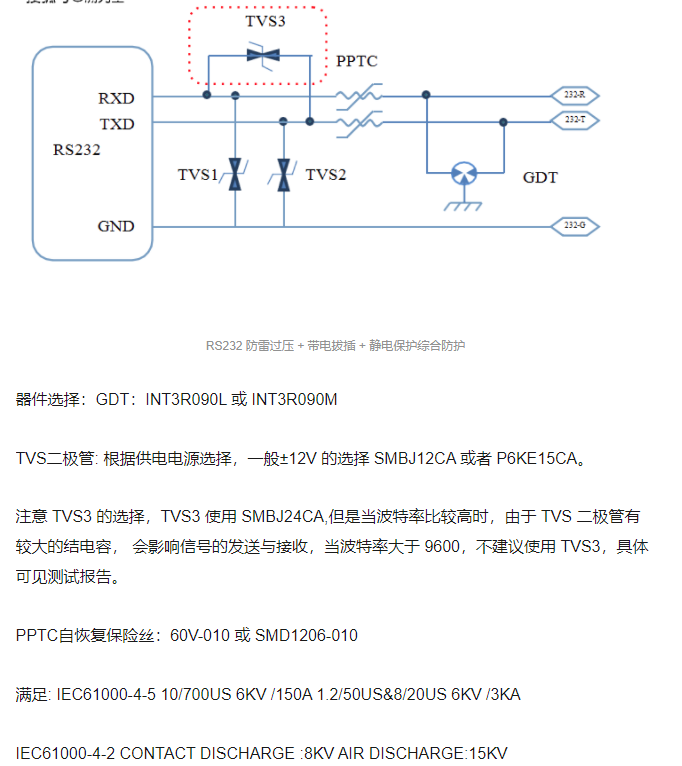 TVS3
PPTC
RXD
232-R
TXD
232-T
RS232
TVS1
TVS2
GDT
GND
232-G
RS232 防雷过压 + 带电拔插 + 静电保护综合防护
器件选择：GDT：INT3R090L 或 INT3R090M
TVS二极管: 根据供电电源选择，一般±12V 的选择 SMBJ12CA 或者 P6KE15CA。
注意 TVS3 的选择，TVS3 使用 SMBJ24CA,但是当波特率比较高时，由于 TVS 二极管有
较大的结电容， 会影响信号的发送与接收，当波特率大于 9600，不建议使用 TVS3，具体
可见测试报告。
PPTC自恢复保险丝：60V-010 或 SMD1206-010
满足: IEC61000-4-5 10/700US 6KV /150A 1.2/50US&8/20US 6KV /3KA
IEC61000-4-2 CONTACT DISCHARGE :8KV AIR DISCHARGE:15KV